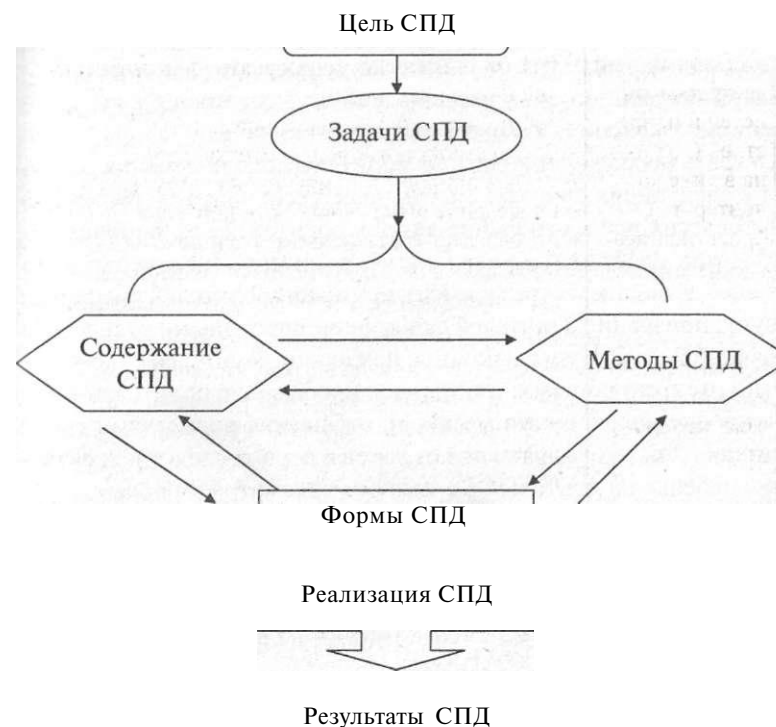 Цель СПД
Задачи СПД
Содержание
СПД
Методы СПД
Формы СПД
Реализация СПД
Результаты СПД